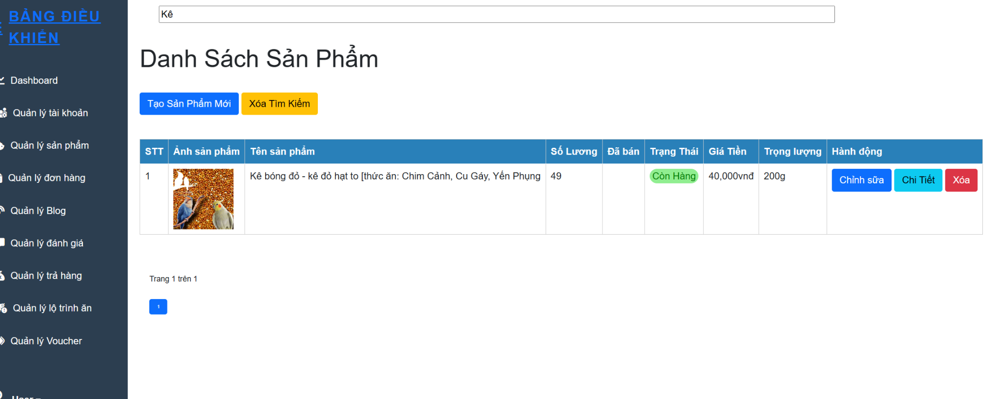 BẢNG ĐIỀU
KHIỂN
Dashboard
Quản lý tài khoản
Quản lý sản phẩm
Quản lý đơn hàng
Quản lý Blog
Quản lý đánh giá
Quản lý trả hàng
Quản lý lộ trình ăn
Quản lý Voucher
Kê
Danh Sách Sản Phẩm
Tạo Sản Phẩm Mới Xóa Tìm Kiếm
STT Ảnh sản phẩm Tên sản phẩm Số Lương Đã bán Trạng Thái Giá Tiền Trọng lượng Hành động
1 Kê bóng đỏ - kê đỏ hạt to [thức ăn: Chim Cảnh, Cu Gáy, Yến Phụng 49 Còn Hàng 40,000vnđ 200g Chỉnh sữa Chi Tiết Xóa
Trang 1 trên 1
1